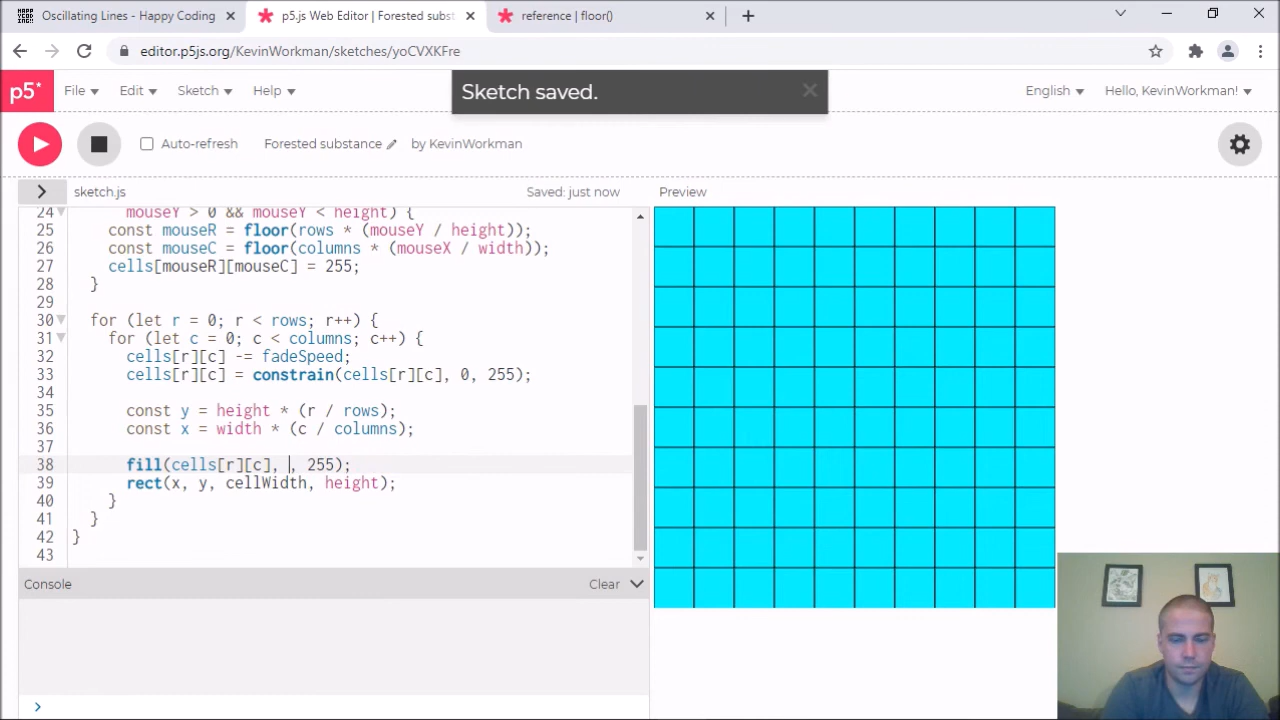 Oscillating Lines - Happy Coding
p5.js Web Editor | Forested subst
reference | floor()
editor.p5js.org/KevinWorkman/sketches/yoCVXKFre
p5* File Edit Sketch Help English Hello, KevinWorkman!
Sketch saved.
Auto-refresh Forested substance by KevinWorkman
sketch.js Saved: just now Preview
24 mouseY > 0 && mouseY < height) {
25 const mouseR = floor(rows * (mouseY / height));
26 const mouseC = floor(columns * (mouseX / width));
27 cells[mouseR][mouseC] = 255;
28 }
29
30 for (let r = 0; r < rows; r++) {
31 for (let c = 0; c < columns; c++) {
32 cells[r][c] -= fadeSpeed;
33 cells[r][c] = constrain(cells[r][c], 0, 255);
34
35 const y = height * (r / rows);
36 const x = width * (c / columns);
37
38 fill(cells[r][c], , 255);
39 rect(x, y, cellWidth, height);
40 }
41 }
42 }
43
Console Clear
>